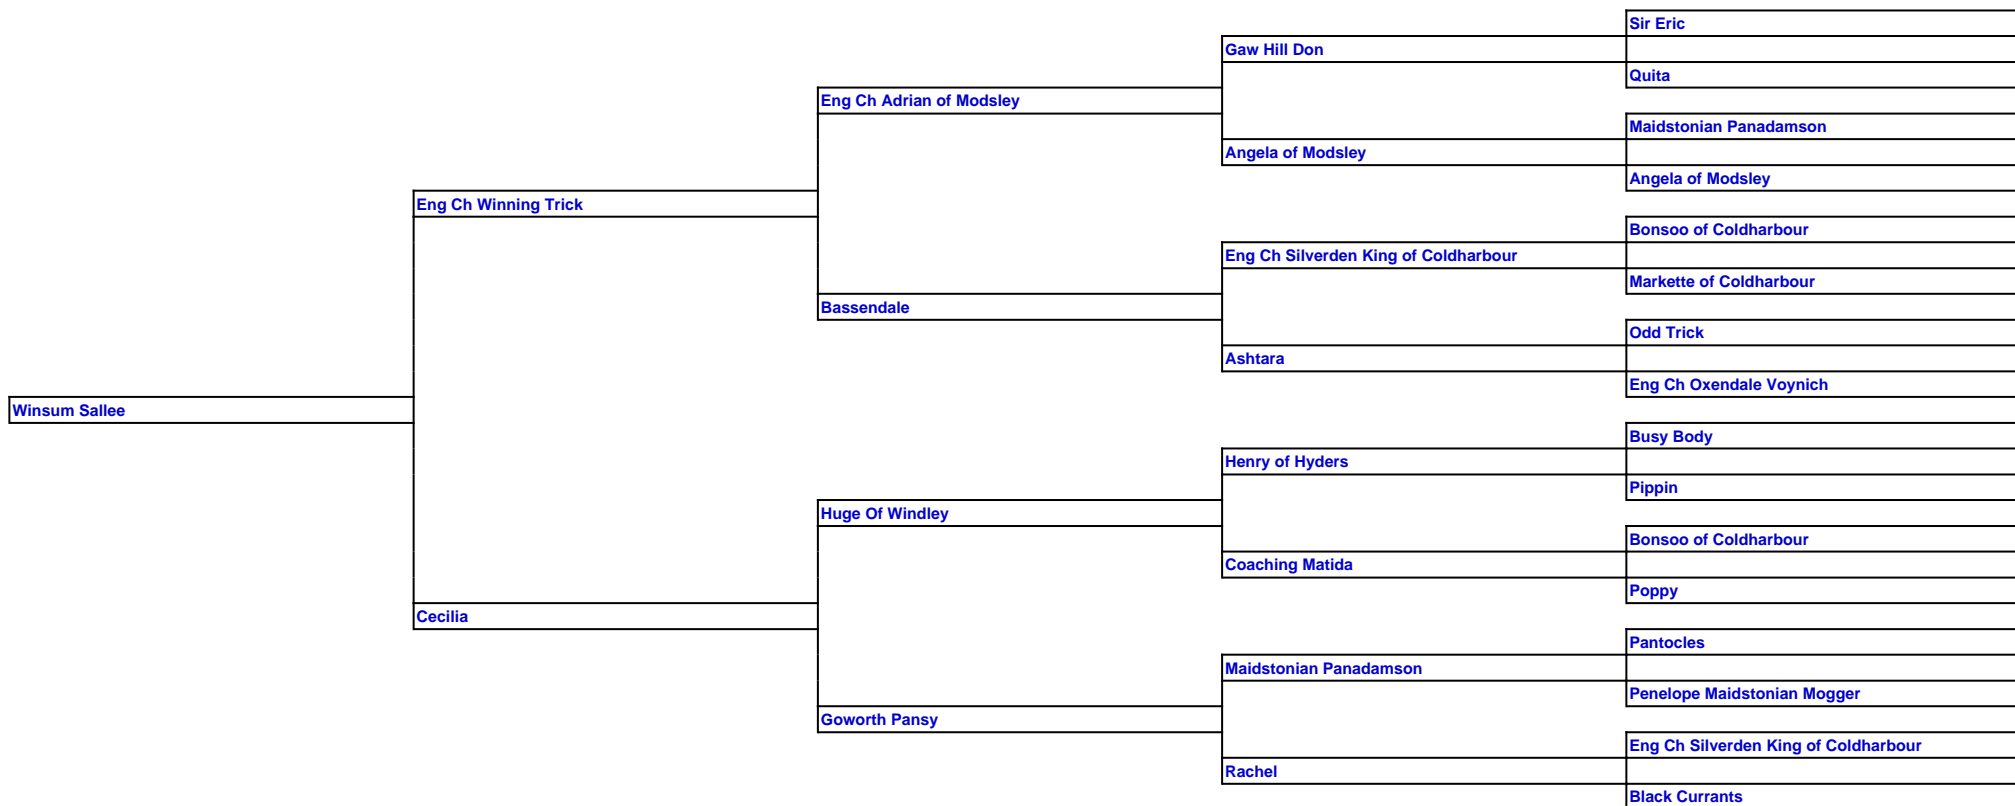 Sir Eric
Gaw Hill Don
Quita
Eng Ch Adrian of Modsley
Maidstonian Panadamson
Angela of Modsley
Angela of Modsley
Eng Ch Winning Trick
Bonsoo of Coldharbour
Eng Ch Silverden King of Coldharbour
Markette of Coldharbour
Bassendale
Odd Trick
Ashtara
Eng Ch Oxendale Voynich
Winsum Sallee
Busy Body
Henry of Hyders
Pippin
Huge Of Windley
Bonsoo of Coldharbour
Coaching Matida
Poppy
Cecilia
Pantocles
Maidstonian Panadamson
Penelope Maidstonian Mogger
Goworth Pansy
Eng Ch Silverden King of Coldharbour
Rachel
Black Currants